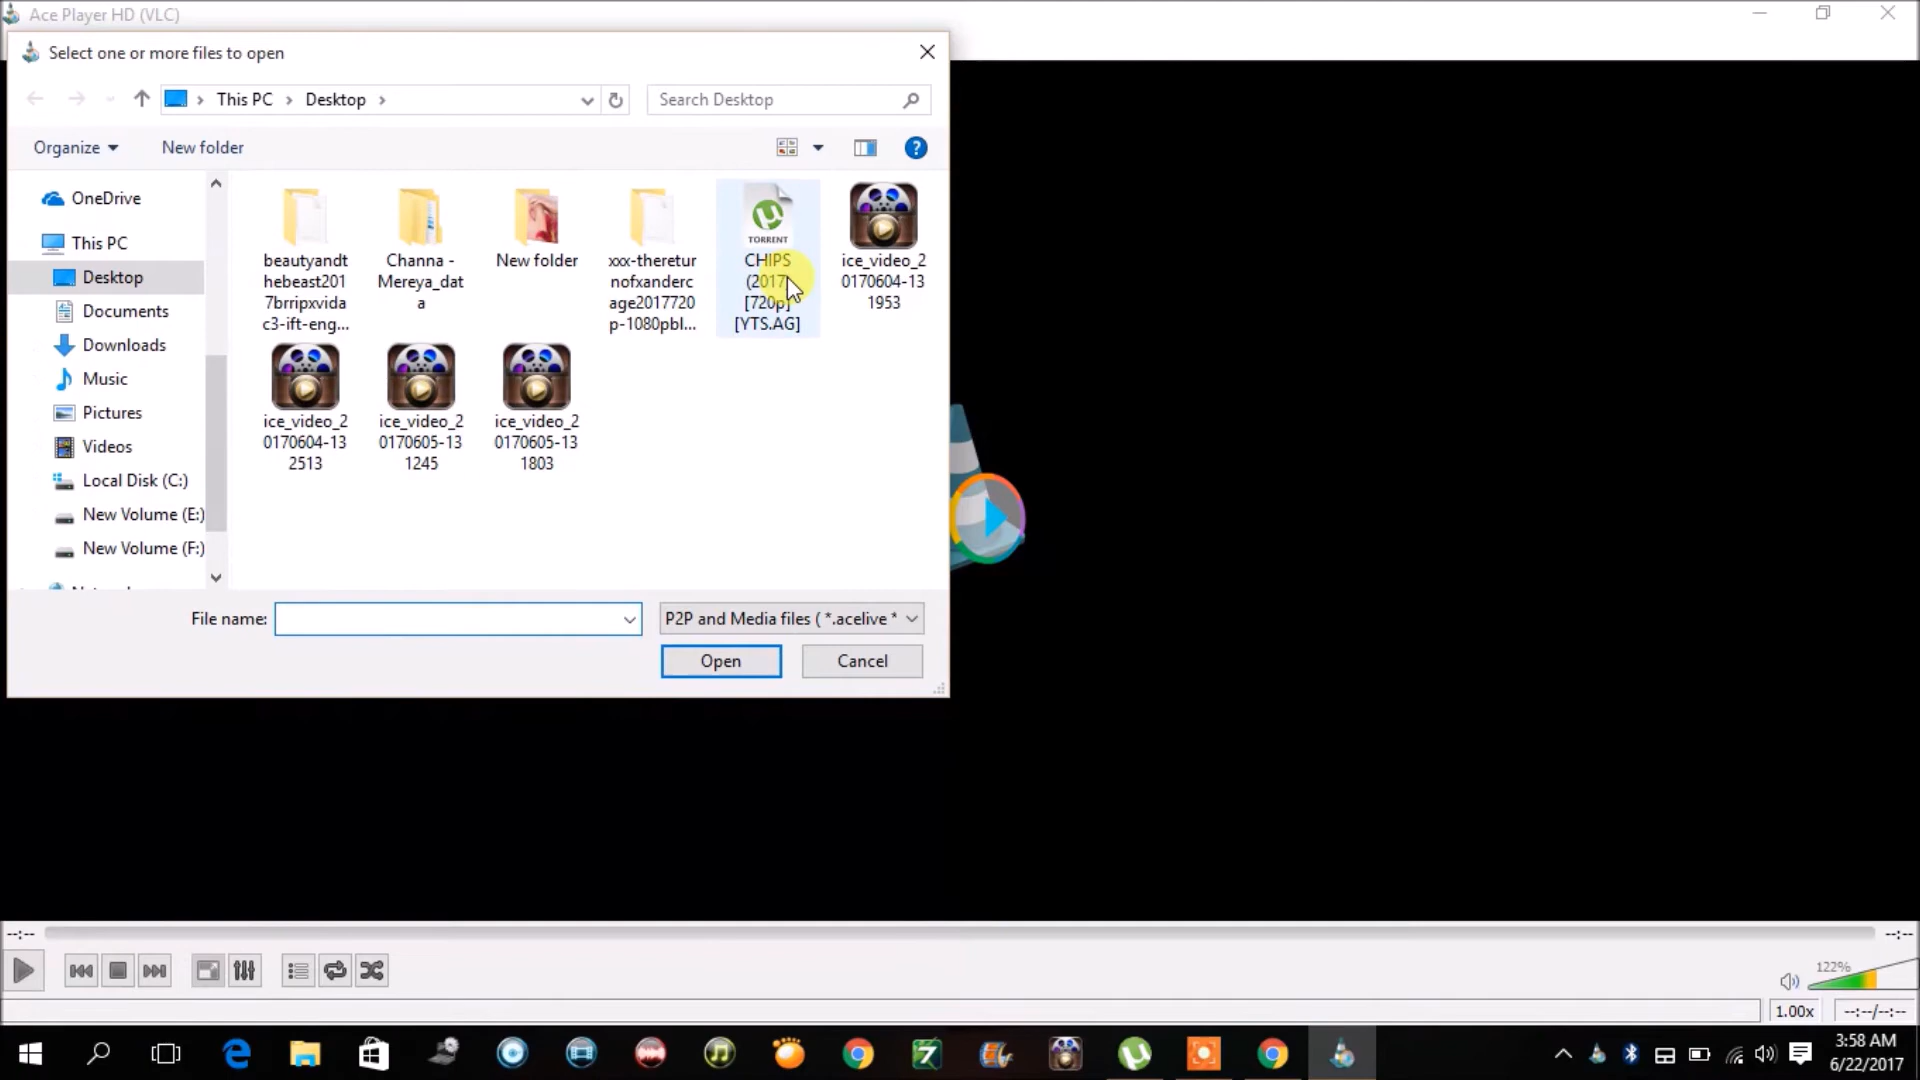 Ace Player HD (VLC)
Select one or more files to open
This PC
Desktop
Search Desktop
Organize
New folder
OneDrive
This PC
Desktop
Documents
Downloads
Music
Pictures
Videos
Local Disk (C:)
New Volume (E:)
New Volume (F:)
beautyandt
hebeast201
7brripxvida
c3-ift-eng...
Channa -
Mereya_dat
a
New folder
xxx-theretur
nofxanderc
age2017720
p-1080pbl...
TORRENT
CHIPS
(2017)
[720p]
[YTS.AG]
ice_video_2
0170604-13
1953
ice_video_2
0170604-13
2513
ice_video_2
0170605-13
1245
ice_video_2
0170605-13
1803
File name:
P2P and Media files ( *.acelive *
Open
Cancel
--:--
--:--
122%
1.00x
--:--/--:--
3:58 AM
6/22/2017